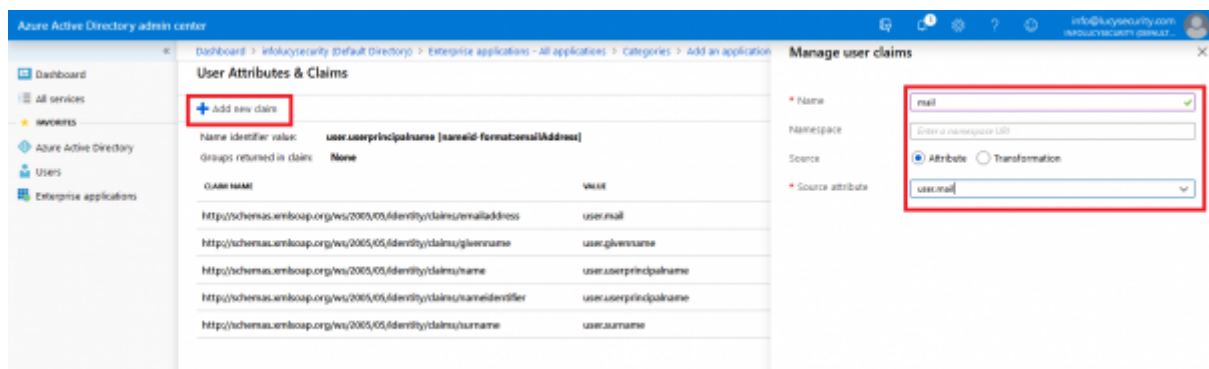 Azure Active Directory admin center
info@lucysecurity.com
INFOLUCYSECURITY (DEFAULT...
Dashboard > infolucysecurity (Default Directory) > Enterprise applications - All applications > Categories > Add an application
Manage user claims
Dashboard
All services
FAVORITES
Azure Active Directory
Users
Enterprise applications
User Attributes & Claims
Add new claim
Name identifier value: user.userprincipalname [nameid-format:emailAddress]
Groups returned in claim: None
CLAIM NAME VALUE
http://schemas.xmlsoap.org/ws/2005/05/identity/claims/emailaddress user.mail
http://schemas.xmlsoap.org/ws/2005/05/identity/claims/givenname user.givenname
http://schemas.xmlsoap.org/ws/2005/05/identity/claims/name user.userprincipalname
http://schemas.xmlsoap.org/ws/2005/05/identity/claims/nameidentifier user.userprincipalname
http://schemas.xmlsoap.org/ws/2005/05/identity/claims/surname user.surname
* Name mail
Namespace Enter a namespace URI
Source Attribute Transformation
* Source attribute user.mail